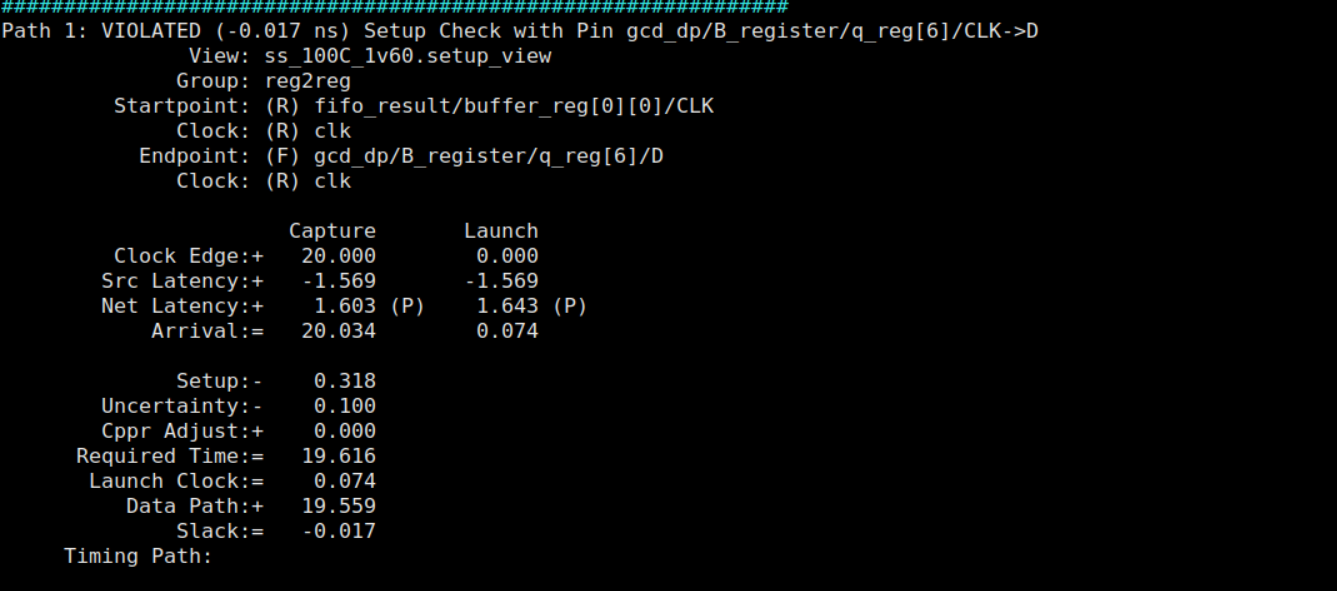 ###############################################################
Path 1: VIOLATED (-0.017 ns) Setup Check with Pin gcd_dp/B_register/q_reg[6]/CLK->D
View: ss_100C_1v60.setup_view
Group: reg2reg
Startpoint: (R) fifo_result/buffer_reg[0][0]/CLK
Clock: (R) clk
Endpoint: (F) gcd_dp/B_register/q_reg[6]/D
Clock: (R) clk
Capture Launch
Clock Edge:+ 20.000 0.000
Src Latency:+ -1.569 -1.569
Net Latency:+ 1.603 (P) 1.643 (P)
Arrival:= 20.034 0.074
Setup:- 0.318
Uncertainty:- 0.100
Cppr Adjust:+ 0.000
Required Time:= 19.616
Launch Clock:= 0.074
Data Path:+ 19.559
Slack:= -0.017
Timing Path: